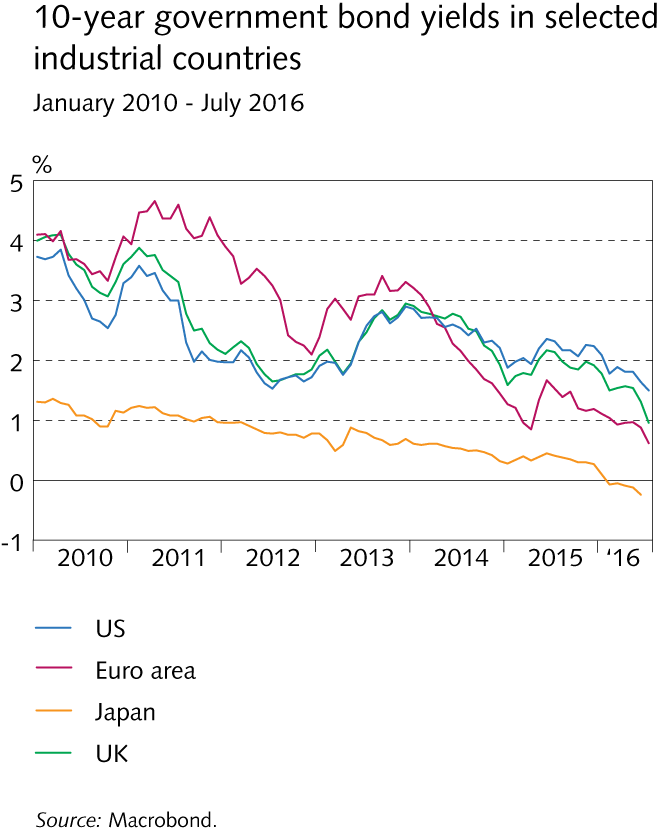 10-year government bond yields in selected
industrial countries
January 2010 - July 2016
%
5
4
3
2
1
0
-1
2010 2011 2012 2013 2014 2015 ‘16
US
Euro area
Japan
UK
Source: Macrobond.